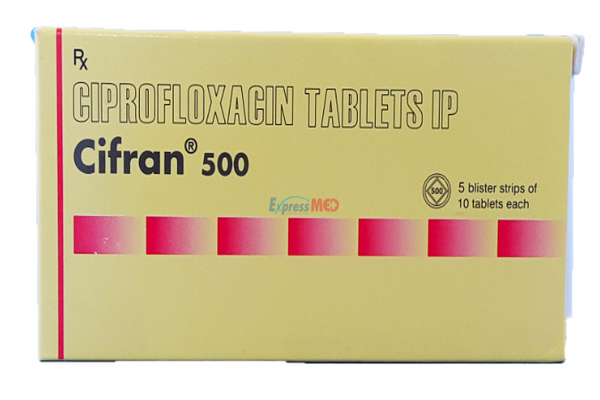 Rx
CIPROFLOXACIN TABLETS IP
Cifran® 500
500
5 blister strips of
10 tablets each
ExpressMED